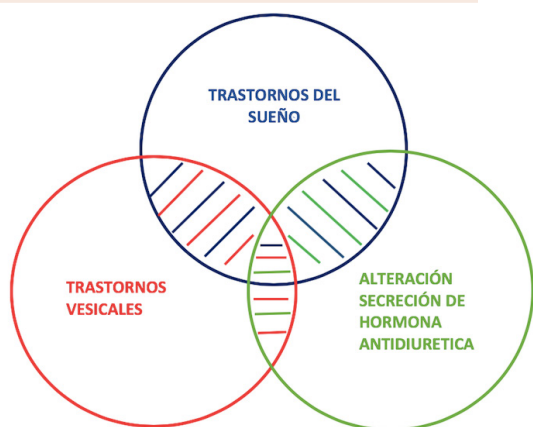 TRASTORNOS DEL
SUEÑO
TRASTORNOS
VESICALES
ALTERACIÓN
SECRECIÓN DE
HORMONA
ANTIDIURETICA